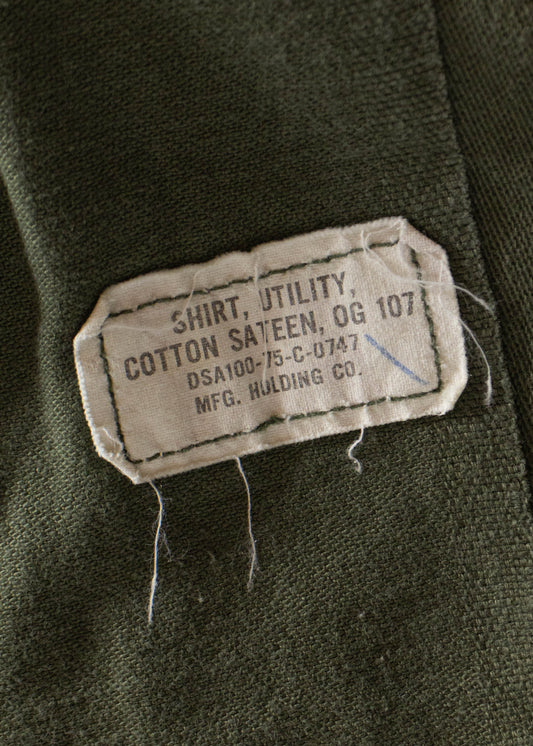 SHIRT, UTILITY,
COTTON SATEEN, OG 107
DSA100-75-C-0747
MFG. HOLDING CO.